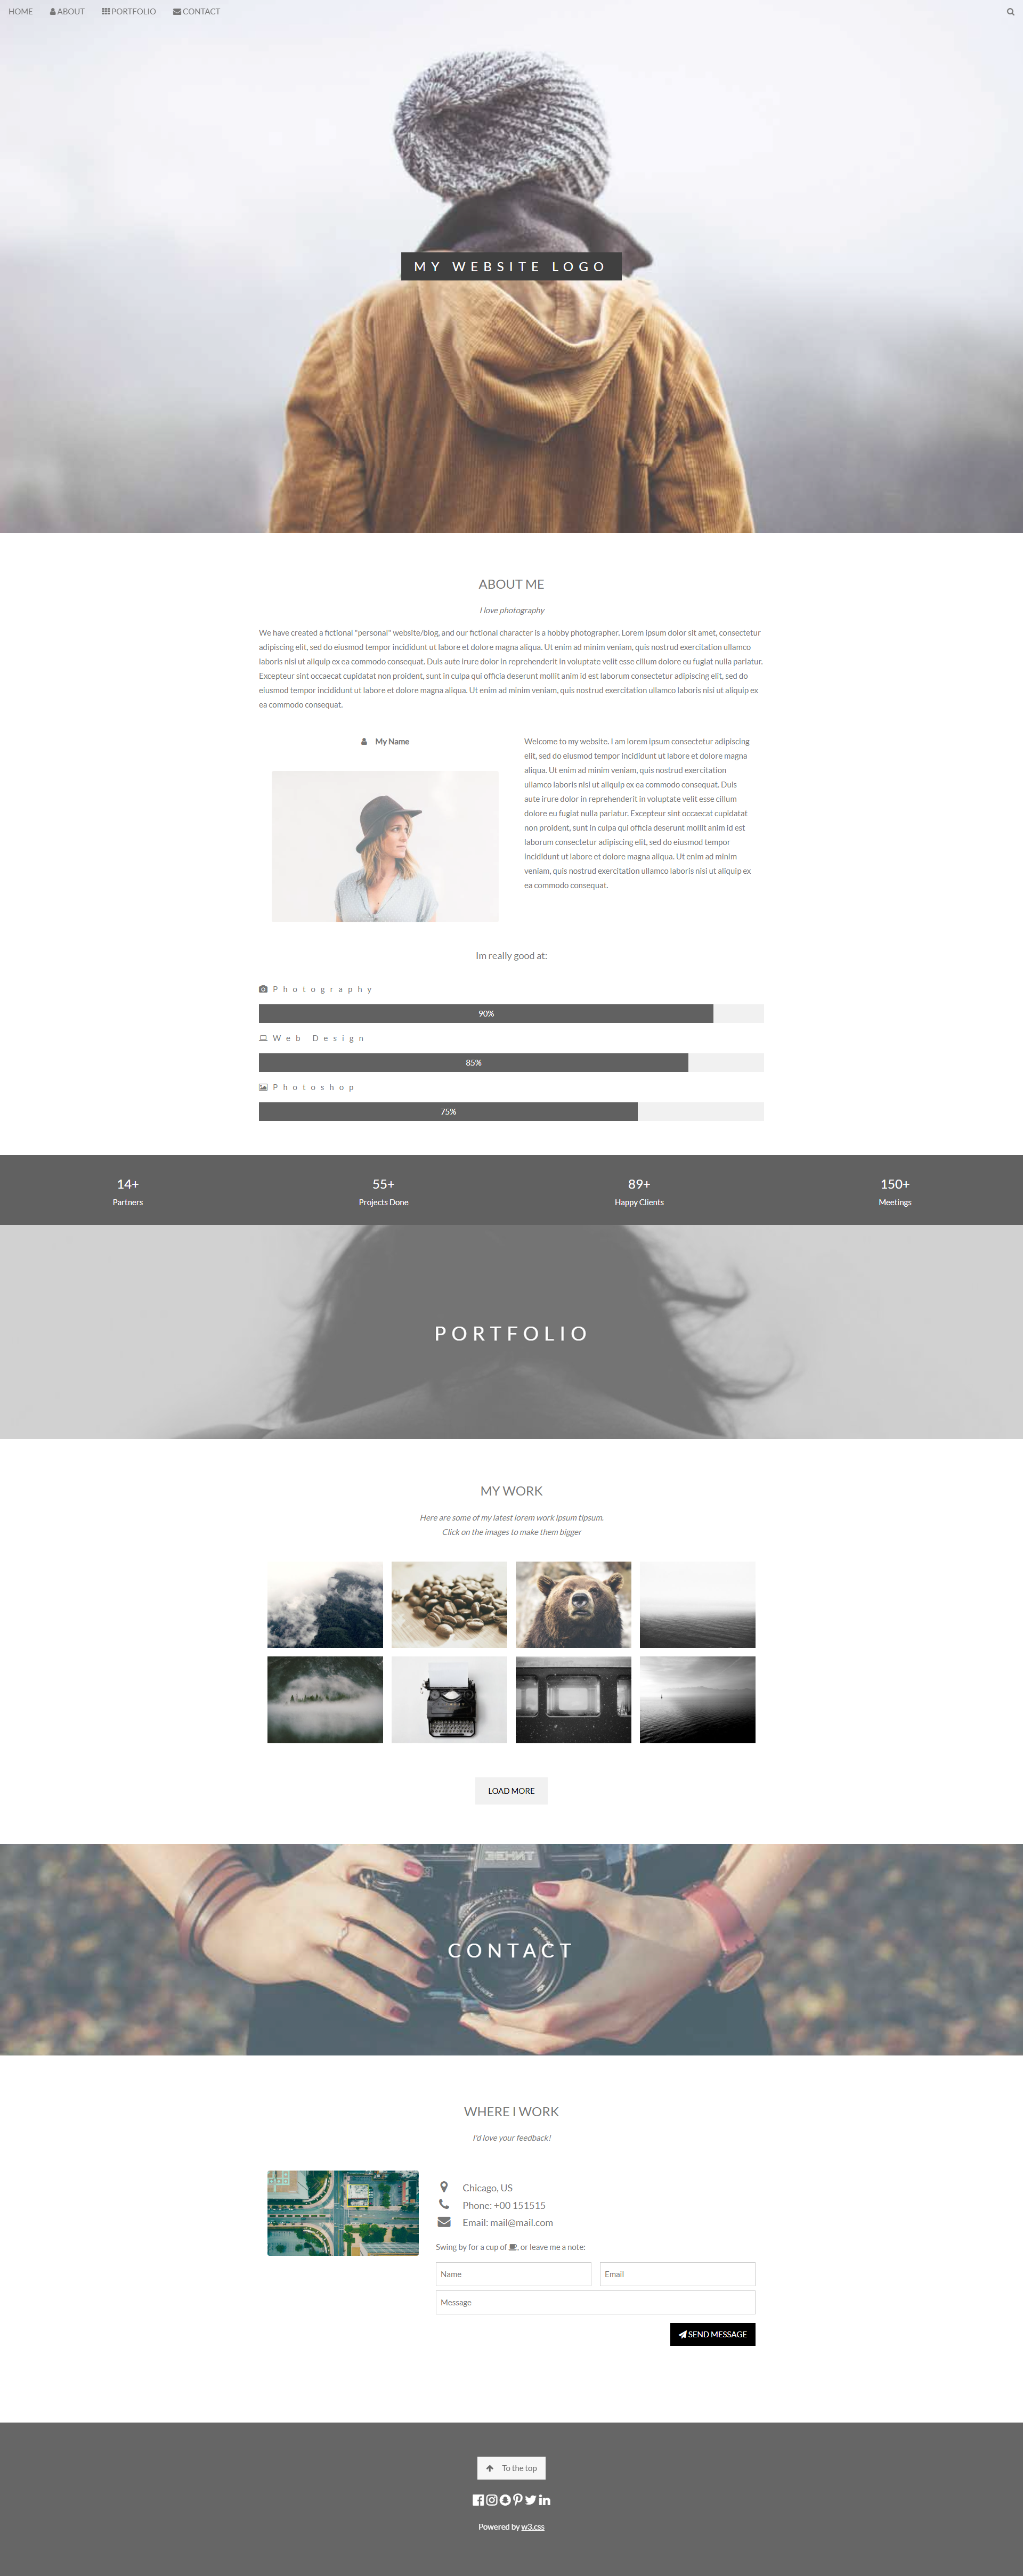 HOME ABOUT PORTFOLIO CONTACT
MY WEBSITE LOGO
ABOUT ME
I love photography
We have created a fictional "personal" website/blog, and our fictional character is a hobby photographer. Lorem ipsum dolor sit amet, consectetur
adipiscing elit, sed do eiusmod tempor incididunt ut labore et dolore magna aliqua. Ut enim ad minim veniam, quis nostrud exercitation ullamco
laboris nisi ut aliquip ex ea commodo consequat. Duis aute irure dolor in reprehenderit in voluptate velit esse cillum dolore eu fugiat nulla pariatur.
Excepteur sint occaecat cupidatat non proident, sunt in culpa qui officia deserunt mollit anim id est laborum consectetur adipiscing elit, sed do
eiusmod tempor incididunt ut labore et dolore magna aliqua. Ut enim ad minim veniam, quis nostrud exercitation ullamco laboris nisi ut aliquip ex
ea commodo consequat.
My Name
Welcome to my website. I am lorem ipsum consectetur adipiscing
elit, sed do eiusmod tempor incididunt ut labore et dolore magna
aliqua. Ut enim ad minim veniam, quis nostrud exercitation
ullamco laboris nisi ut aliquip ex ea commodo consequat. Duis
aute irure dolor in reprehenderit in voluptate velit esse cillum
dolore eu fugiat nulla pariatur. Excepteur sint occaecat cupidatat
non proident, sunt in culpa qui officia deserunt mollit anim id est
laborum consectetur adipiscing elit, sed do eiusmod tempor
incididunt ut labore et dolore magna aliqua. Ut enim ad minim
veniam, quis nostrud exercitation ullamco laboris nisi ut aliquip ex
ea commodo consequat.
Im really good at:
Photography
90%
Web Design
85%
Photoshop
75%
14+ 55+ 89+ 150+
Partners Projects Done Happy Clients Meetings
PORTFOLIO
MY WORK
Here are some of my latest lorem work ipsum tipsum.
Click on the images to make them bigger
LOAD MORE
ЗЕНИТ
CONTACT
WHERE I WORK
I'd love your feedback!
Chicago, US
Phone: +00 151515
Email: mail@mail.com
Swing by for a cup of , or leave me a note:
Name Email
Message
SEND MESSAGE
To the top
Powered by w3.css